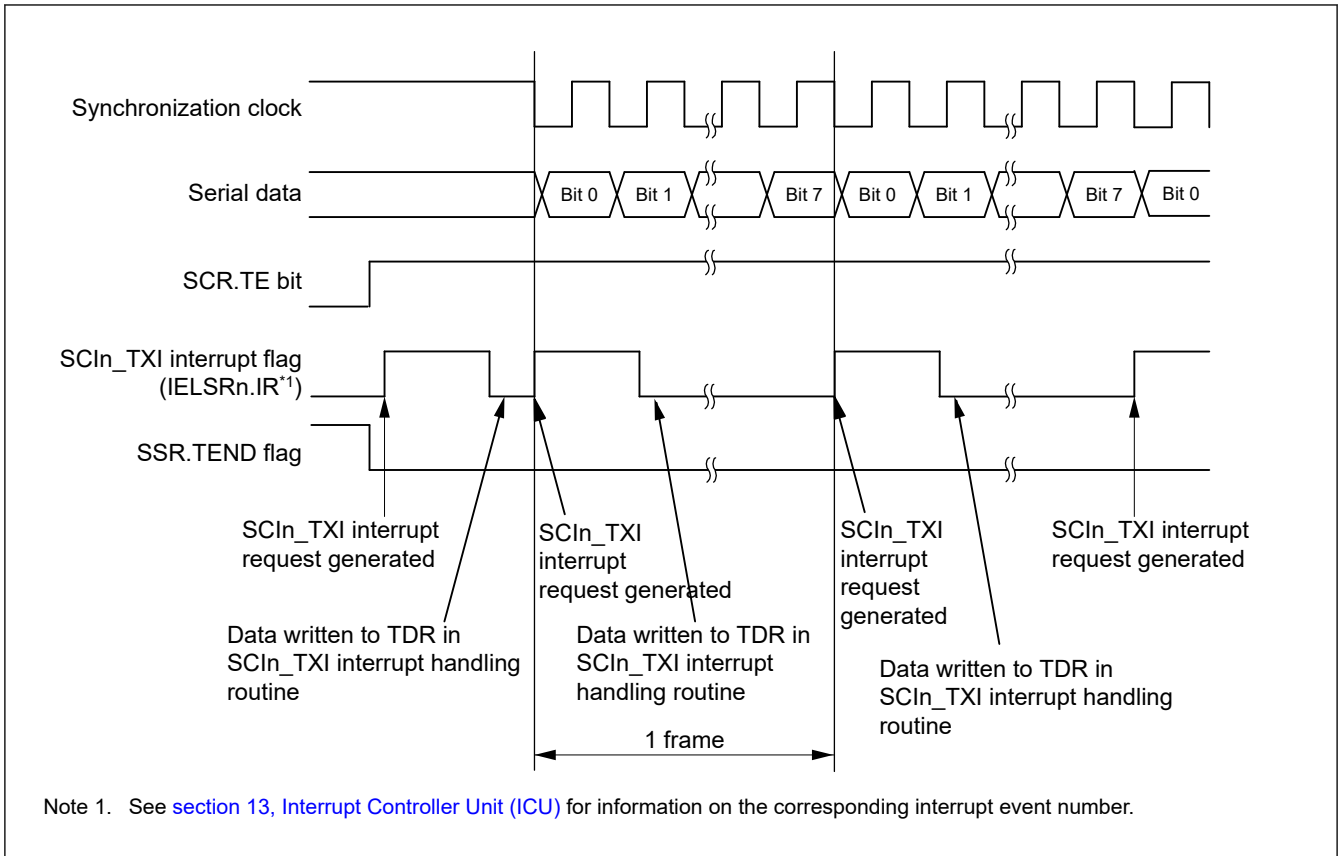 Synchronization clock
Serial data
Bit 0 Bit 1 Bit 7 Bit 0 Bit 1 Bit 7 Bit 0
SCR.TE bit
SCIn_TXI interrupt flag
(IELSRn.IR*1)
SSR.TEND flag
SCIn_TXI interrupt
request generated
SCIn_TXI
interrupt
request generated
SCIn_TXI
interrupt
request
generated
SCIn_TXI interrupt
request generated
Data written to TDR in
SCIn_TXI interrupt handling
routine
Data written to TDR in
SCIn_TXI interrupt
handling routine
Data written to TDR in
SCIn_TXI interrupt handling
routine
1 frame
Note 1. See section 13, Interrupt Controller Unit (ICU) for information on the corresponding interrupt event number.